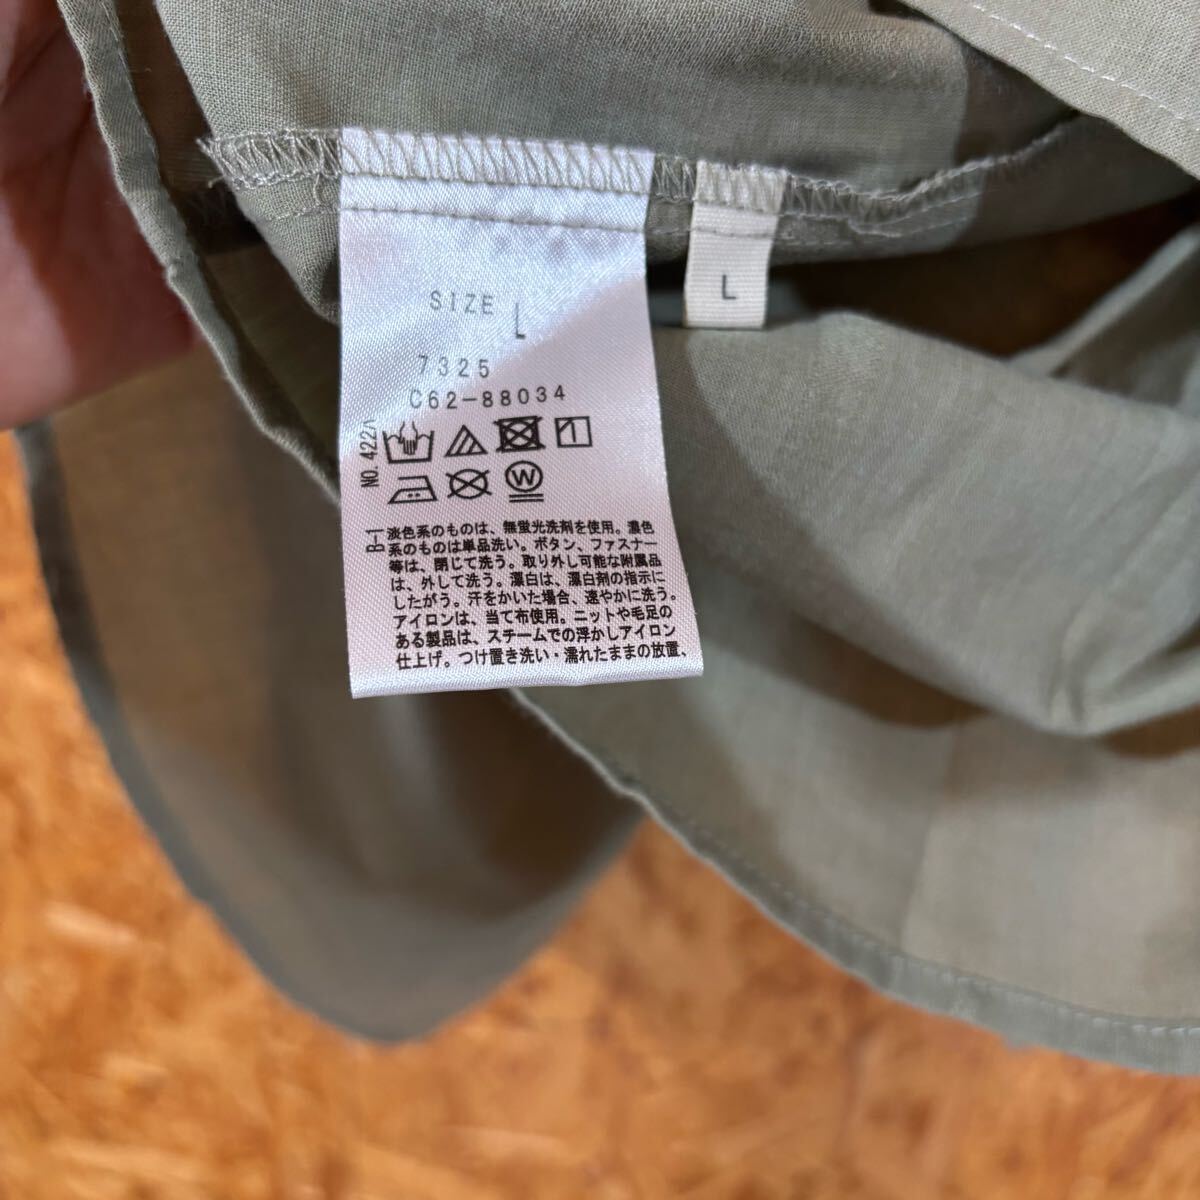 SIZE L
L
7325
C62-88034
NO.422A
W
B-1
淡色系のものは、無蛍光洗剤を使用。濃色
系のものは単品洗い。ボタン、ファスナー
等は、閉じて洗う。取り外し可能な附属品
は、外して洗う。漂白は、漂白剤の指示に
したがう。汗をかいた場合、速やかに洗う。
アイロンは、当て布使用。ニットや毛足の
ある製品は、スチームでの浮かしアイロン
仕上げ。つけ置き洗い・濡れたままの放置、